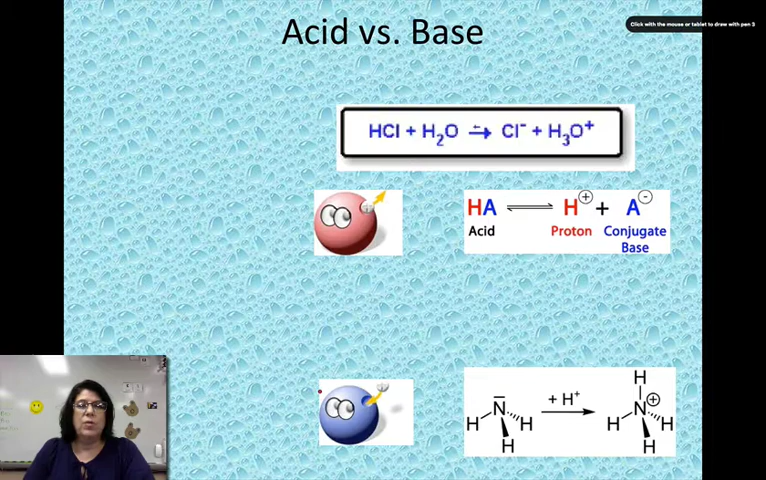 Click with the mouse or tablet to draw with pen 3
Acid vs. Base
HCl + H₂O ⇄ Cl⁻ + H₃O⁺
HA ⇌ H⁺ + A⁻
Acid Proton Conjugate
Base
H
N H H H + H⁺ → H N⊕ H H